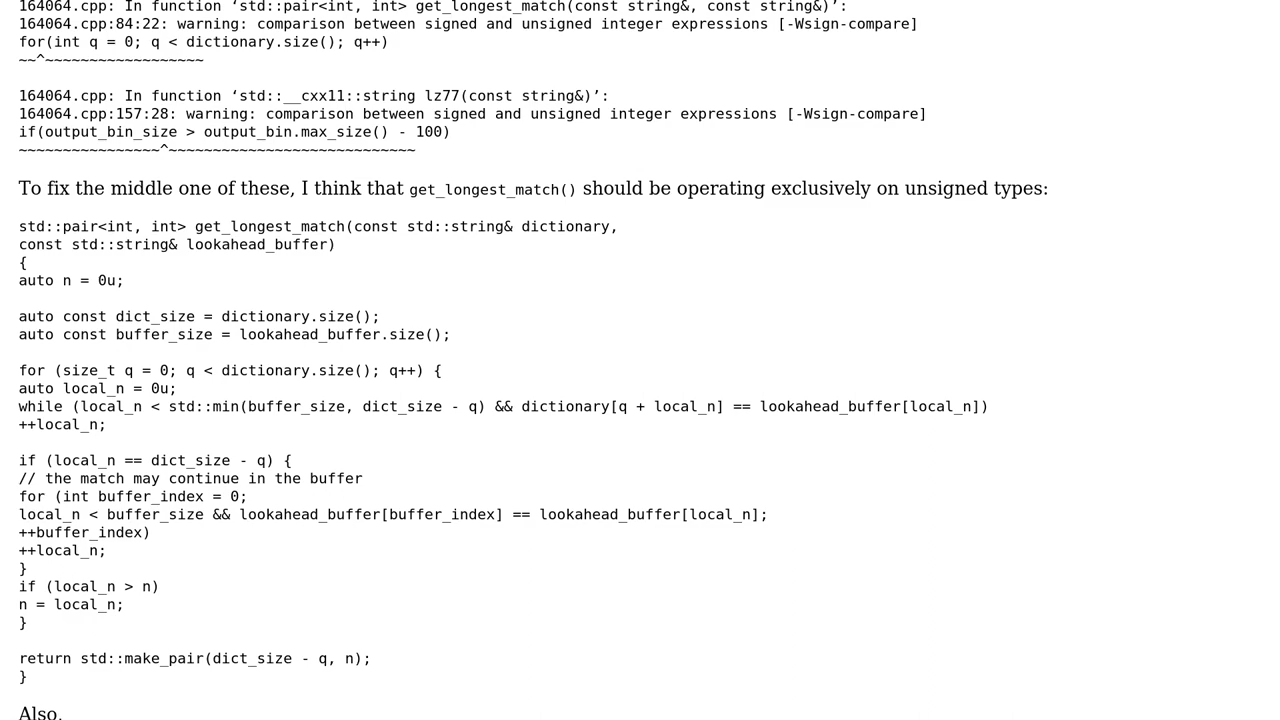 164064.cpp: In function ‘std::pair<int, int> get_longest_match(const string&, const string&)’:
164064.cpp:84:22: warning: comparison between signed and unsigned integer expressions [-Wsign-compare]
for(int q = 0; q < dictionary.size(); q++)
~~^~~~~~~~~~~~~~~~~~~
164064.cpp: In function ‘std::__cxx11::string lz77(const string&)’:
164064.cpp:157:28: warning: comparison between signed and unsigned integer expressions [-Wsign-compare]
if(output_bin_size > output_bin.max_size() - 100)
~~~~~~~~~~~~~~~~^~~~~~~~~~~~~~~~~~~~~~~~~~~~
To fix the middle one of these, I think that get_longest_match() should be operating exclusively on unsigned types:
std::pair<int, int> get_longest_match(const std::string& dictionary,
const std::string& lookahead_buffer)
{
auto n = 0u;
auto const dict_size = dictionary.size();
auto const buffer_size = lookahead_buffer.size();
for (size_t q = 0; q < dictionary.size(); q++) {
auto local_n = 0u;
while (local_n < std::min(buffer_size, dict_size - q) && dictionary[q + local_n] == lookahead_buffer[local_n])
++local_n;
if (local_n == dict_size - q) {
// the match may continue in the buffer
for (int buffer_index = 0;
local_n < buffer_size && lookahead_buffer[buffer_index] == lookahead_buffer[local_n];
++buffer_index)
++local_n;
}
if (local_n > n)
n = local_n;
}
return std::make_pair(dict_size - q, n);
}
Also,